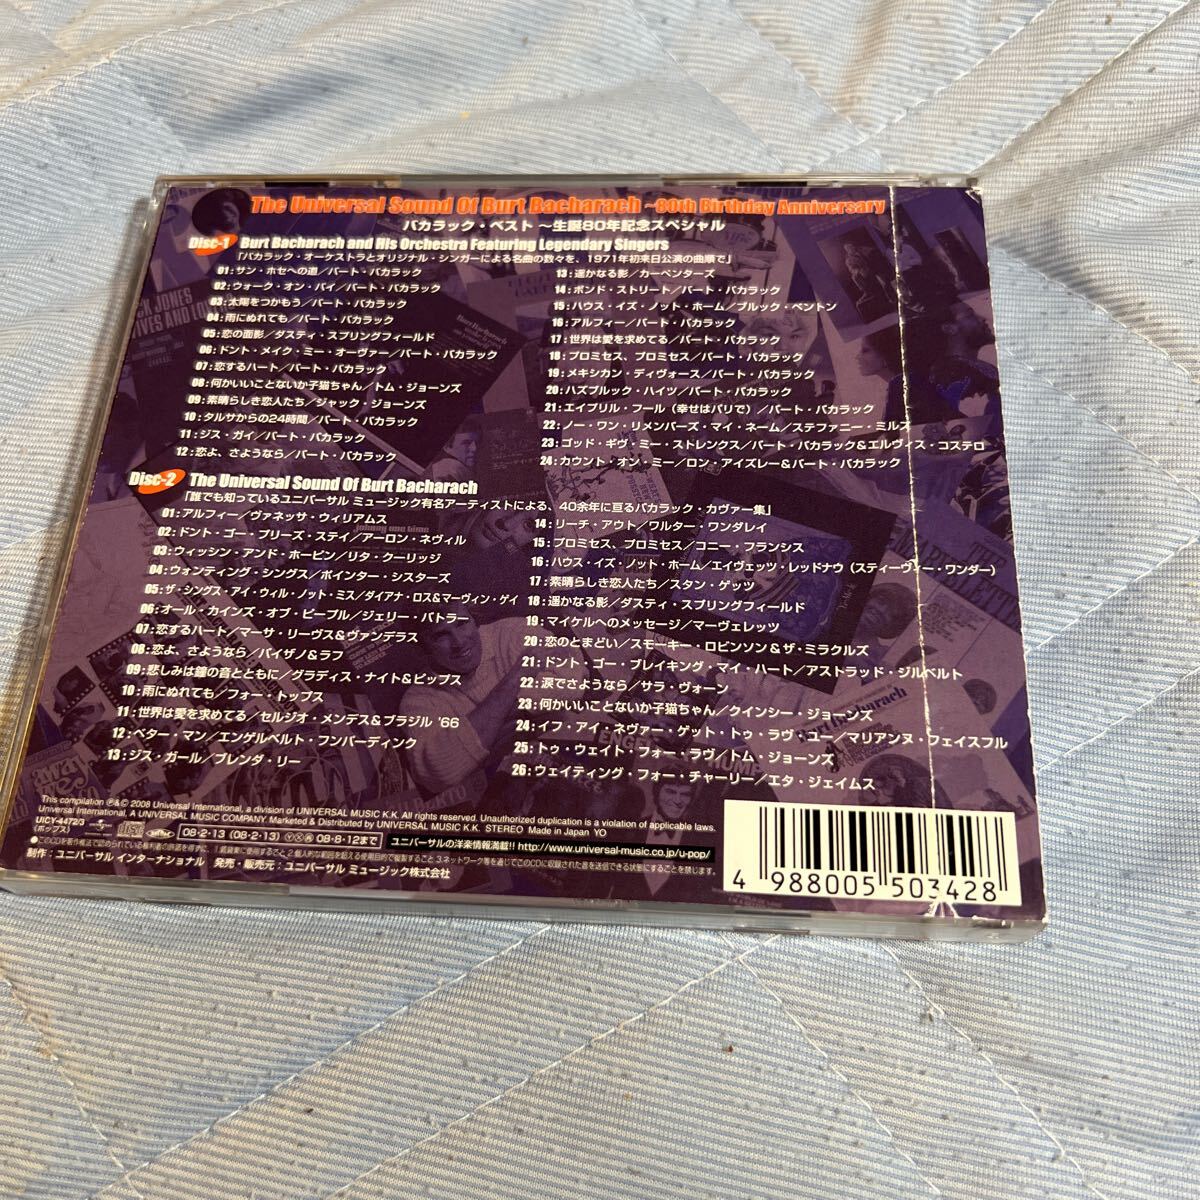 The Universal Sound Of Burt Bacharach ~80th Birthday Anniversary
バカラック・ベスト ～生誕80年記念スペシャル
Disc-1 Burt Bacharach and His Orchestra Featuring Legendary Singers
「バカラック・オーケストラとオリジナル・シンガーによる名曲の数々を、1971年初来日公演の曲順で」
01:サン・ホセへの道／バート・バカラック
02:ウォーク・オン・バイ／バート・バカラック
03:太陽をつかもう／バート・バカラック
04:雨にぬれても／バート・バカラック
05:恋の面影／ダスティ・スプリングフィールド
06:ドント・メイク・ミー・オーヴァー／バート・バカラック
07:恋するハート／バート・バカラック
08:何かいいことないか子猫ちゃん／トム・ジョーンズ
09:素晴らしき恋人たち／ジャック・ジョーンズ
10:タルサからの24時間／バート・バカラック
11:ジス・ガイ／バート・バカラック
12:恋よ、さようなら／バート・バカラック
13:遥かなる影／カーペンターズ
14:ボンド・ストリート／バート・バカラック
15:ハウス・イズ・ノット・ホーム／ブルック・ベントン
16:アルフィー／バート・バカラック
17:世界は愛を求めてる／バート・バカラック
18:プロミセス、プロミセス／バート・バカラック
19:メキシカン・ディヴォース／バート・バカラック
20:ハズブルック・ハイツ／バート・バカラック
21:エイプリル・フール（幸せはパリで）／バート・バカラック
22:ノー・ワン・リメンバーズ・マイ・ネーム／ステファニー・ミルズ
23:ゴッド・ギヴ・ミー・ストレンクス／バート・バカラック&エルヴィス・コステロ
24:カウント・オン・ミー／ロン・アイズレー&バート・バカラック
Disc-2 The Universal Sound Of Burt Bacharach
「誰でも知っているユニバーサル ミュージック有名アーティストによる、40余年に亘るバカラック・カヴァー集」
01:アルフィー／ヴァネッサ・ウィリアムス
02:ドント・ゴー・プリーズ・ステイ／アーロン・ネヴィル
03:ウィッシン・アンド・ホーピン／リタ・クーリッジ
04:ウォンティング・シングス／ポインター・シスターズ
05:ザ・シングス・アイ・ウィル・ノット・ミス／ダイアナ・ロス&マーヴィン・ゲイ
06:オール・カインズ・オブ・ピープル／ジェリー・バトラー
07:恋するハート／マーサ・リーヴス&ヴァンデラス
08:恋よ、さようなら／バイザノ&ラフ
09:悲しみは鐘の音とともに／グラディス・ナイト&ピップス
10:雨にぬれても／フォー・トップス
11:世界は愛を求めてる／セルジオ・メンデス&ブラジル '66
12:ベター・マン／エンゲルベルト・フンパーディンク
13:ジス・ガール／ブレンダ・リー
14:リーチ・アウト／ワルター・ワンダレイ
15:プロミセス、プロミセス／コニー・フランシス
16:ハウス・イズ・ノット・ホーム／エイヴェッツ・レッドナウ（スティーヴィー・ワンダー）
17:素晴らしき恋人たち／スタン・ゲッツ
18:遥かなる影／ダスティ・スプリングフィールド
19:マイケルへのメッセージ／マーヴェレッツ
20:恋のとまどい／スモーキー・ロビンソン&ザ・ミラクルズ
21:ドント・ゴー・ブレイキング・マイ・ハート／アストラッド・ジルベルト
22:涙でさようなら／サラ・ヴォーン
23:何かいいことないか子猫ちゃん／クインシー・ジョーンズ
24:イフ・アイ・ネヴァー・ゲット・トゥ・ラヴ・ユー／マリアンヌ・フェイスフル
25:トゥ・ウェイト・フォー・ラヴ／トム・ジョーンズ
26:ウェイティング・フォー・チャーリー／エタ・ジェイムス
This compilation ℗&© 2008 Universal International, a division of UNIVERSAL MUSIC K.K. All rights reserved. Unauthorized duplication is a violation of applicable laws.
Universal International, A UNIVERSAL MUSIC COMPANY. Marketed & Distributed by UNIVERSAL MUSIC K.K. STEREO Made in Japan YO
UICY-4472/3
(ポップス)
08·2·13 (08·2·13) 08·8·12まで
ユニバーサルの洋楽情報満載!! http://www.universal-music.co.jp/u-pop/
制作：ユニバーサル インターナショナル 発売・販売元：ユニバーサル ミュージック株式会社
4 988005 503428